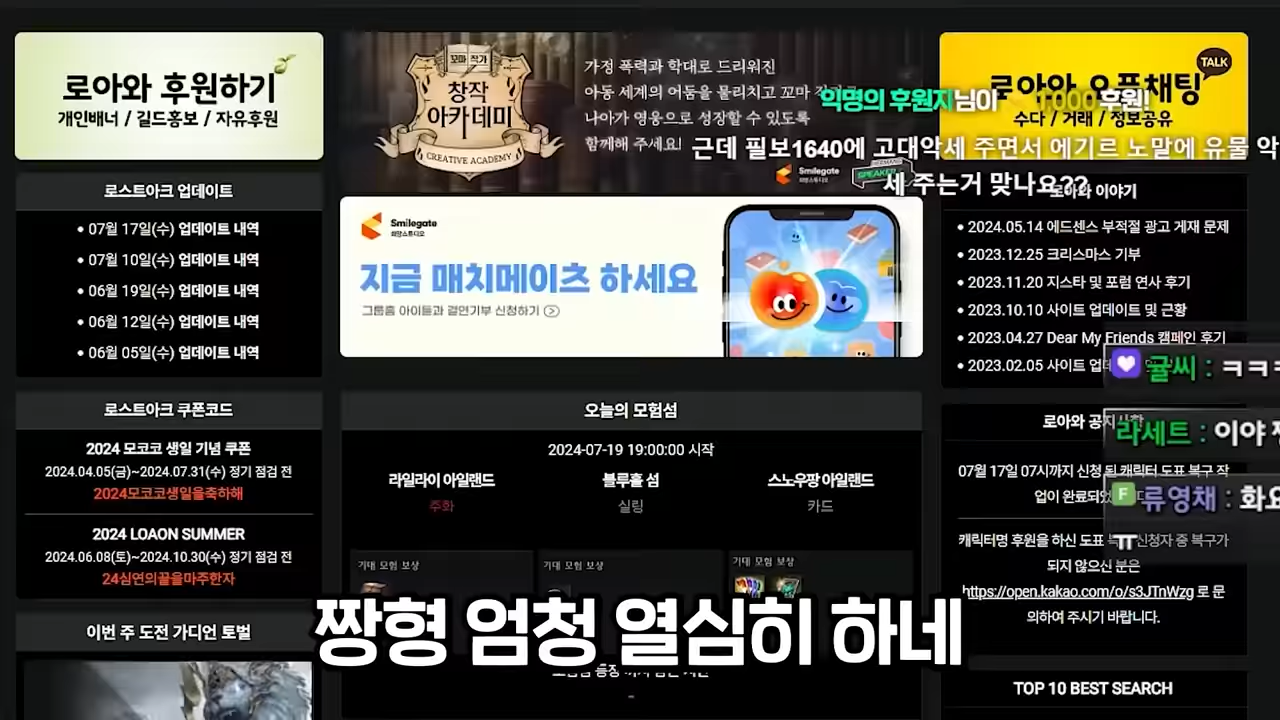 로아와 후원하기
개인배너 / 길드홍보 / 자유후원
로스트아크 업데이트
• 07월 17일(수) 업데이트 내역
• 07월 10일(수) 업데이트 내역
• 06월 19일(수) 업데이트 내역
• 06월 12일(수) 업데이트 내역
• 06월 05일(수) 업데이트 내역
로스트아크 쿠폰코드
2024 모코코 생일 기념 쿠폰
2024.04.05(금)~2024.07.31(수) 정기 점검 전
2024모코코생일을축하해
2024 LOAON SUMMER
2024.06.08(토)~2024.10.30(수) 정기 점검 전
24심연의끝을마주한자
이번 주 도전 가디언 토벌
꼬마 작가
창작
아카데미
CREATIVE ACADEMY
가정 폭력과 학대로 드리워진
아동 세계의 어둠을 물리치고 꼬마
나아가 영웅으로 성장할 수 있도록
함께해 주세요!
Smilegate
희망스튜디오
SPEAKER
Smilegate
희망스튜디오
지금 매치메이츠 하세요
그룹홈 아이들과 결연기부 신청하기
오늘의 모험섬
2024-07-19 19:00:00 시작
라일라이 아일랜드
블루홀 섬
스노우팡 아일랜드
주화
실링
카드
기대 모험 보상
기대 모험 보상
기대 모험 보상
짱형 엄청 열심히 하네
로아와 오픈채팅
TALK
수다 / 거래 / 정보공유
익명의 후원자님이 1000 후원!
근데 필보1640에 고대악세 주면서 에기르 노말에 유물 악
세 주는거 맞나요??
로아와 이야기
• 2024.05.14 에드센스 부적절 광고 게재 문제
• 2023.12.25 크리스마스 기부
• 2023.11.20 지스타 및 포럼 연사 후기
• 2023.10.10 사이트 업데이트 및 근황
• 2023.04.27 Dear My Friends 캠페인 후기
• 2023.02.05 사이트
귤씨 : ㅋㅋㅋ
라세트 : 이야
류영채 : 화요
ㅠ
로아와 공지사항
07월 17일 07시까지 신청 된 캐릭터 도표 복구 작
업이 완료되었
캐릭터명 후원을 하신 도표 신청자 중 복구가
되지 않으신 분은
https://open.kakao.com/o/s3JTnWzg 로 문
의하여 주시기 바랍니다.
TOP 10 BEST SEARCH